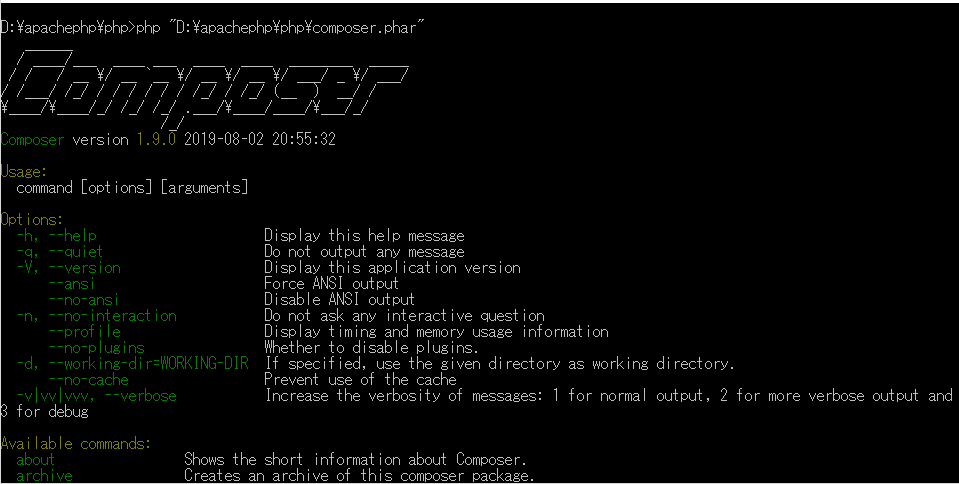 D:¥apachephp¥php>php "D:¥apachephp¥php¥composer.phar"
Composer
Composer version 1.9.0 2019-08-02 20:55:32
Usage:
command [options] [arguments]
Options:
-h, --help Display this help message
-q, --quiet Do not output any message
-V, --version Display this application version
--ansi Force ANSI output
--no-ansi Disable ANSI output
-n, --no-interaction Do not ask any interactive question
--profile Display timing and memory usage information
--no-plugins Whether to disable plugins.
-d, --working-dir=WORKING-DIR If specified, use the given directory as working directory.
--no-cache Prevent use of the cache
-v|vv|vvv, --verbose Increase the verbosity of messages: 1 for normal output, 2 for more verbose output and
3 for debug
Available commands:
about Shows the short information about Composer.
archive Creates an archive of this composer package.